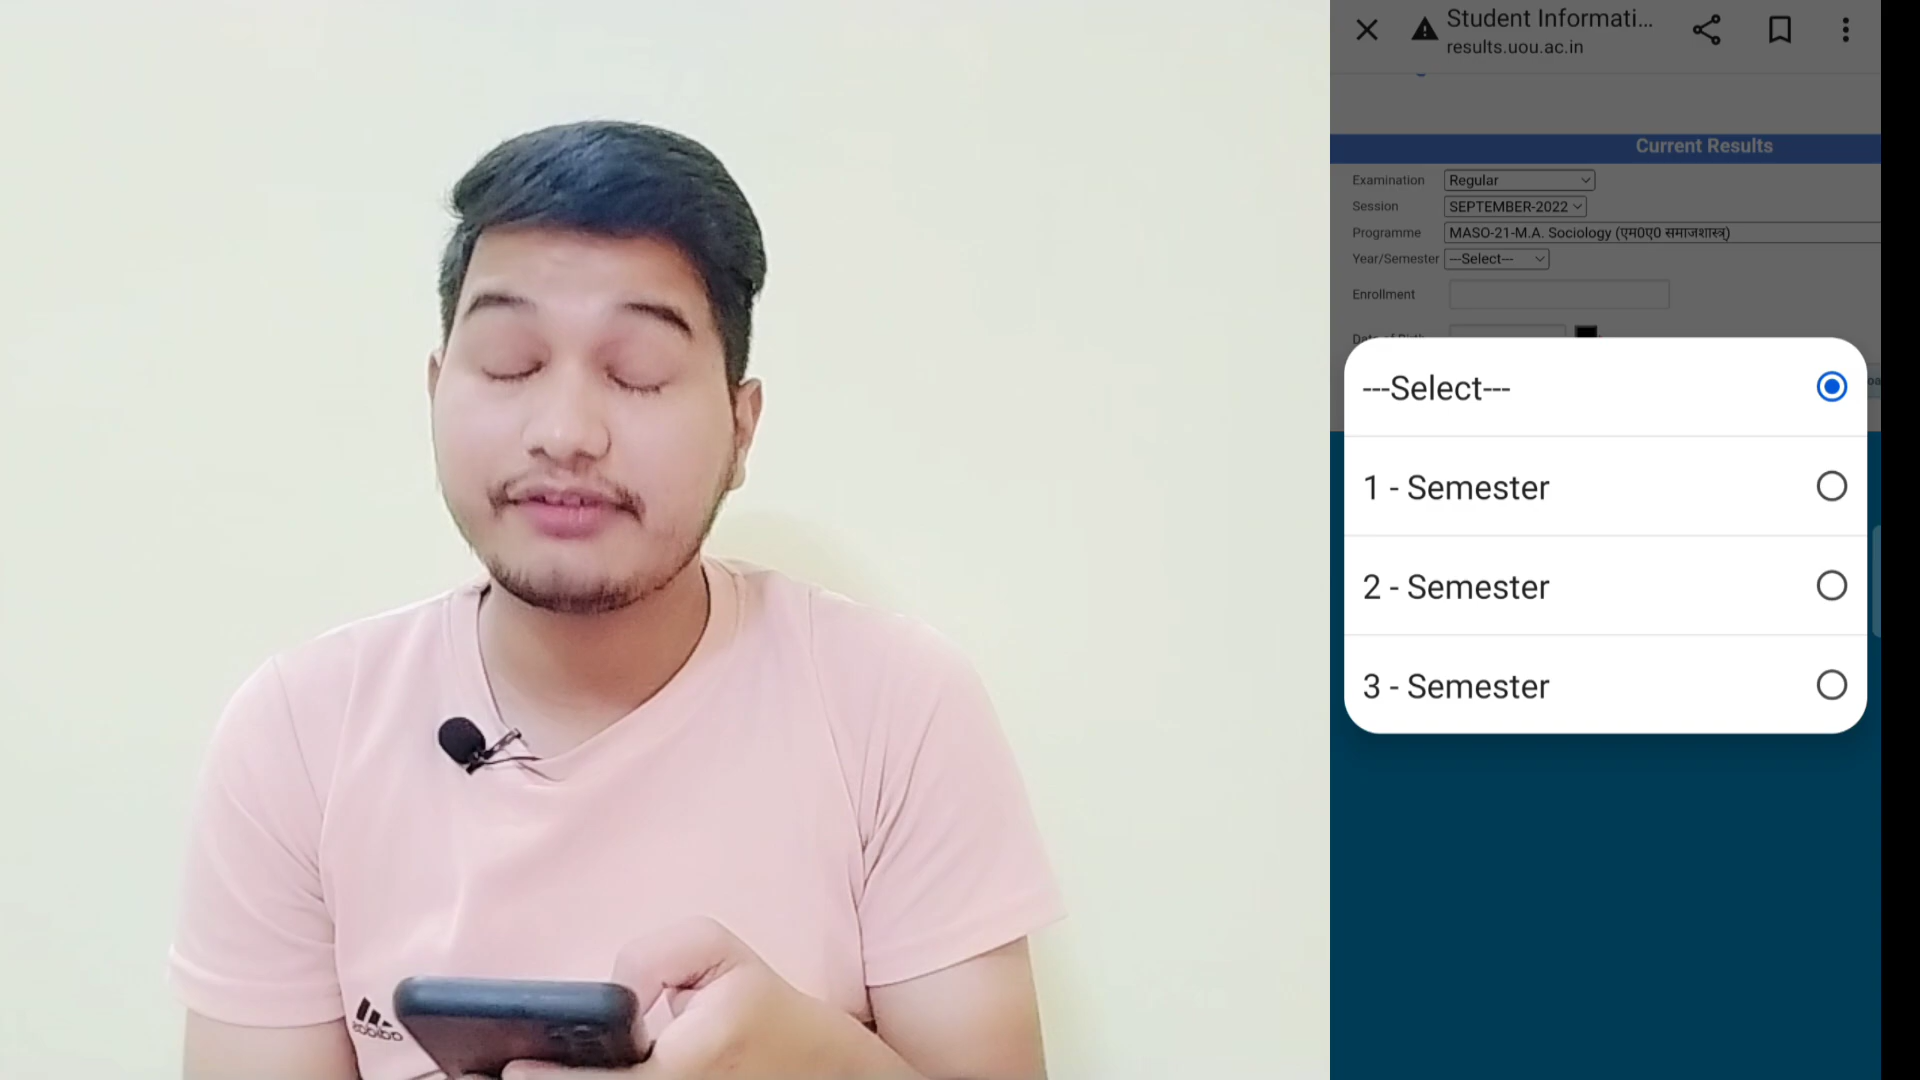 Student Informati...
results.uou.ac.in
Current Results
Examination Regular
Session SEPTEMBER-2022
Programme MASO-21-M.A. Sociology (एम0ए0 समाजशास्त्र)
Year/Semester ---Select---
Enrollment
---Select---
1 - Semester
2 - Semester
3 - Semester
adidas